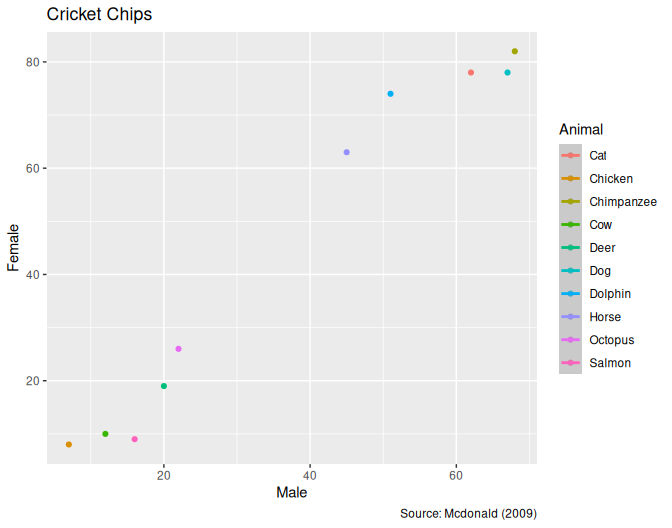 Cricket Chips
80
60
40
20
Female
20
40
60
Male
Animal
Cat
Chicken
Chimpanzee
Cow
Deer
Dog
Dolphin
Horse
Octopus
Salmon
Source: Mcdonald (2009)